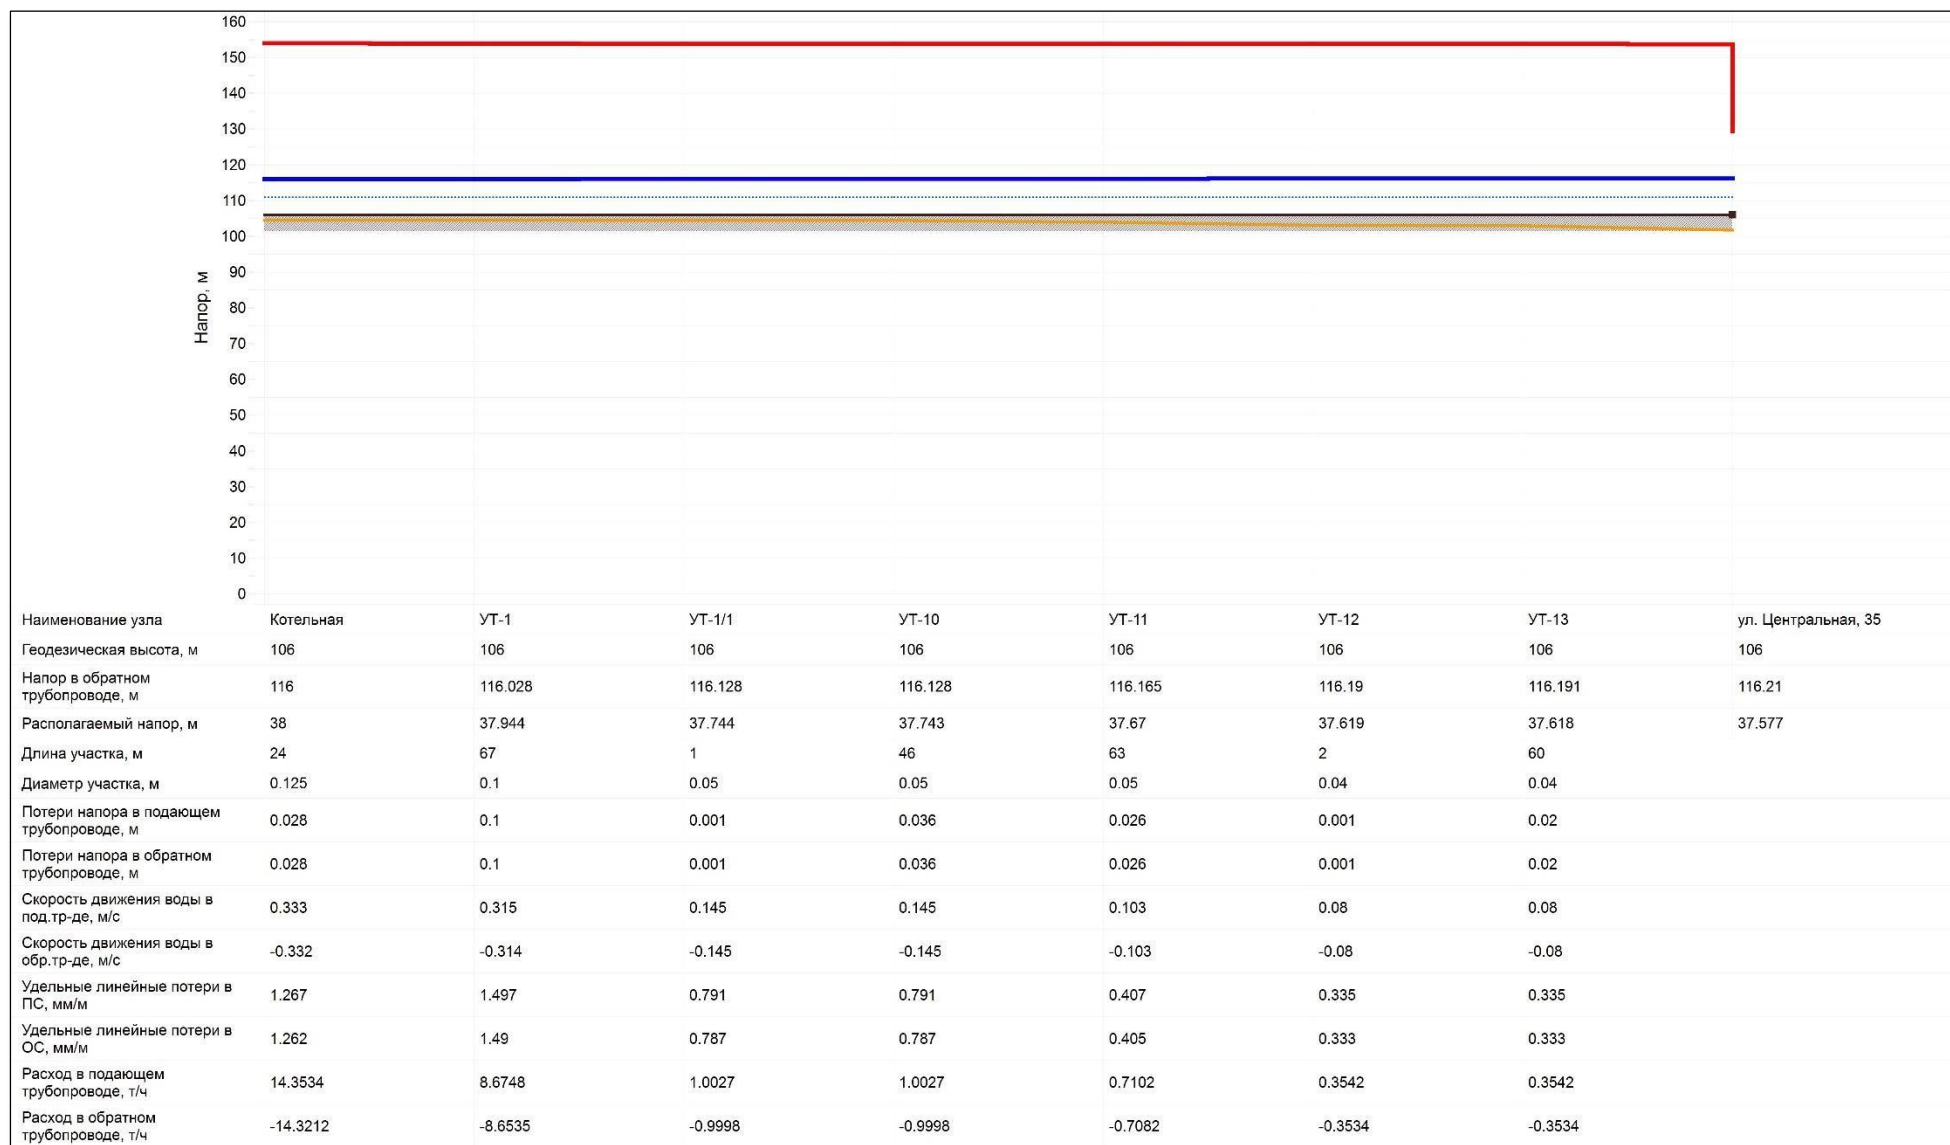 160
150
140
130
120
110
100
90
80
70
60
50
40
30
20
10
0
Напор, м
Наименование узла Котельная УТ-1 УТ-1/1 УТ-10 УТ-11 УТ-12 УТ-13 ул. Центральная, 35
Геодезическая высота, м 106 106 106 106 106 106 106 106
Напор в обратном
трубопроводе, м 116 116.028 116.128 116.128 116.165 116.19 116.191 116.21
Располагаемый напор, м 38 37.944 37.744 37.743 37.67 37.619 37.618 37.577
Длина участка, м 24 67 1 46 63 2 60
Диаметр участка, м 0.125 0.1 0.05 0.05 0.05 0.04 0.04
Потери напора в подающем
трубопроводе, м 0.028 0.1 0.001 0.036 0.026 0.001 0.02
Потери напора в обратном
трубопроводе, м 0.028 0.1 0.001 0.036 0.026 0.001 0.02
Скорость движения воды в
под.тр-де, м/с 0.333 0.315 0.145 0.145 0.103 0.08 0.08
Скорость движения воды в
обр.тр-де, м/с -0.332 -0.314 -0.145 -0.145 -0.103 -0.08 -0.08
Удельные линейные потери в
ПС, мм/м 1.267 1.497 0.791 0.791 0.407 0.335 0.335
Удельные линейные потери в
ОС, мм/м 1.262 1.49 0.787 0.787 0.405 0.333 0.333
Расход в подающем
трубопроводе, т/ч 14.3534 8.6748 1.0027 1.0027 0.7102 0.3542 0.3542
Расход в обратном
трубопроводе, т/ч -14.3212 -8.6535 -0.9998 -0.9998 -0.7082 -0.3534 -0.3534